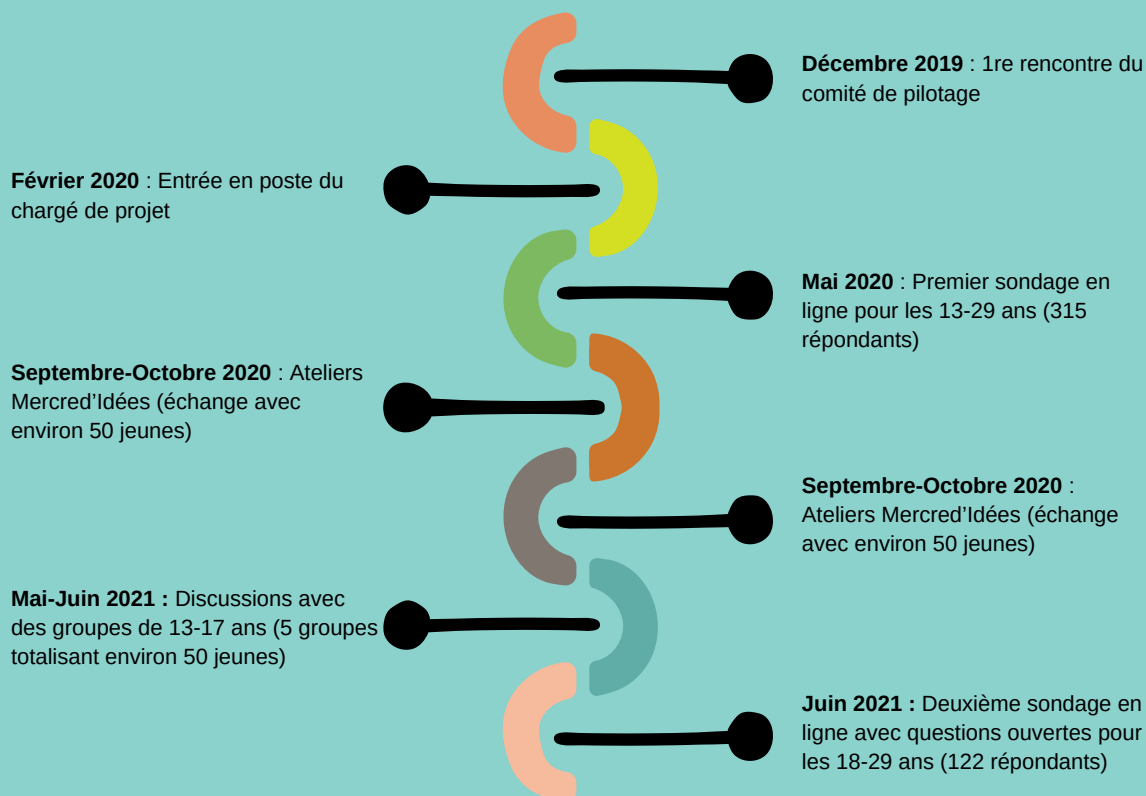 Décembre 2019 : 1re rencontre du
comité de pilotage
Février 2020 : Entrée en poste du
chargé de projet
Mai 2020 : Premier sondage en
ligne pour les 13-29 ans (315
répondants)
Septembre-Octobre 2020 : Ateliers
Mercred’Idées (échange avec
environ 50 jeunes)
Septembre-Octobre 2020 :
Ateliers Mercred’Idées (échange
avec environ 50 jeunes)
Mai-Juin 2021 : Discussions avec
des groupes de 13-17 ans (5 groupes
totalisant environ 50 jeunes)
Juin 2021 : Deuxième sondage en
ligne avec questions ouvertes pour
les 18-29 ans (122 répondants)